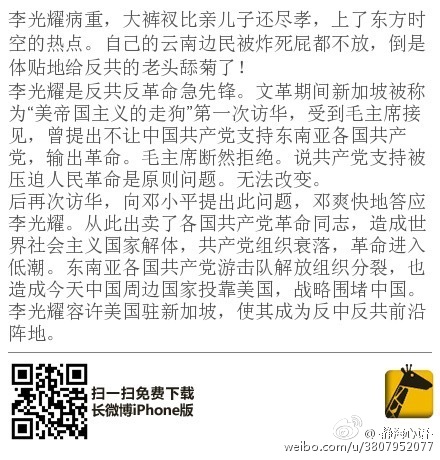 李光耀病重，大裤衩比亲儿子还尽孝，上了东方时
空的热点。自己的云南边民被炸死屁都不放，倒是
体贴地给反共的老头舔菊了！
李光耀是反共反革命急先锋。文革期间新加坡被称
为“美帝国主义的走狗”第一次访华，受到毛主席接
见，曾提出不让中国共产党支持东南亚各国共产
党，输出革命。毛主席断然拒绝。说共产党支持被
压迫人民革命是原则问题。无法改变。
后再次访华，向邓小平提出此问题，邓爽快地答应
李光耀。从此出卖了各国共产党革命同志，造成世
界社会主义国家解体，共产党组织衰落，革命进入
低潮。东南亚各国共产党游击队解放组织分裂，也
造成今天中国周边国家投靠美国，战略围堵中国。
李光耀容许美国驻新加坡，使其成为反中反共前沿
阵地。
扫一扫免费下载
长微博iPhone版
weibo.com/u/3807952077